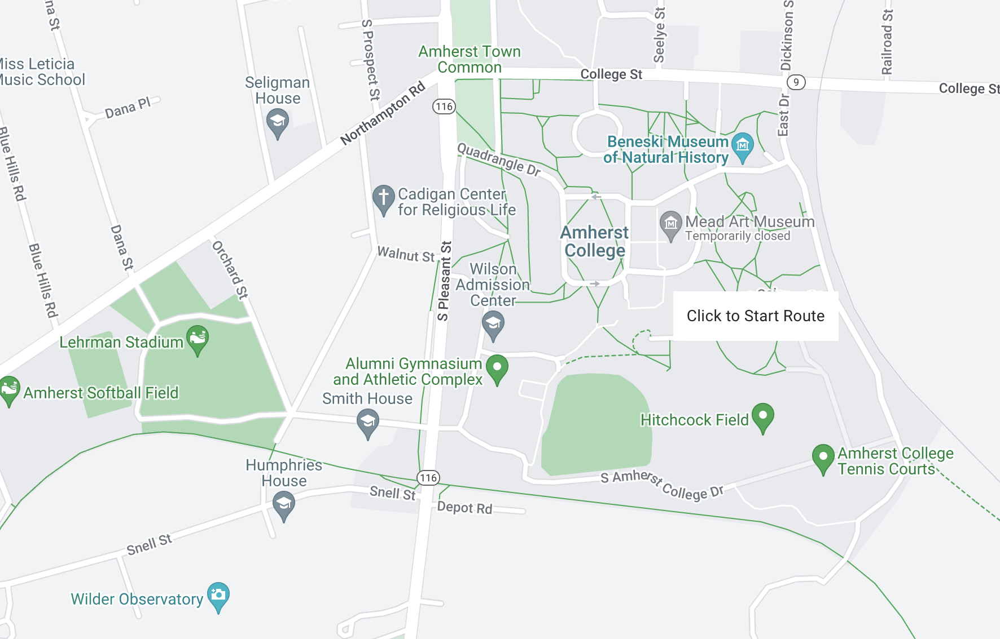 Dickinson S
Seelye St
Railroad St
S Prospect St
na St
Amherst Town
Common
College St
9
College St
Miss Leticia
Music School
Seligman
House
Dana Pl
Northampton Rd
116
East Dr
Blue Hills Rd
Beneski Museum
of Natural History
Quadrangle Dr
Cadigan Center
for Religious Life
Mead Art Museum
Temporarily closed
Amherst
College
Dana St
Orchard St
Blue Hills Rd
Walnut St
S Pleasant St
Wilson
Admission
Center
Click to Start Route
Lehrman Stadium
Alumni Gymnasium
and Athletic Complex
Amherst Softball Field
Smith House
Hitchcock Field
Amherst College
Tennis Courts
Humphries
House
116
S Amherst College Dr
Snell St
Depot Rd
Snell St
Wilder Observatory